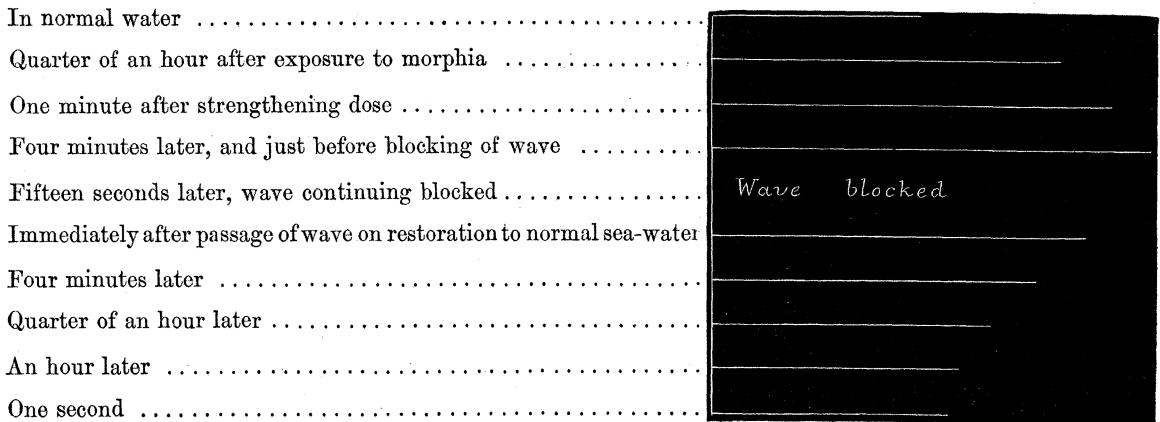 In normal water
Quarter of an hour after exposure to morphia
One minute after strengthening dose
Four minutes later, and just before blocking of wave
Fifteen seconds later, wave continuing blocked
Wave blocked
Immediately after passage of wave on restoration to normal sea-water
Four minutes later
Quarter of an hour later
An hour later
One second